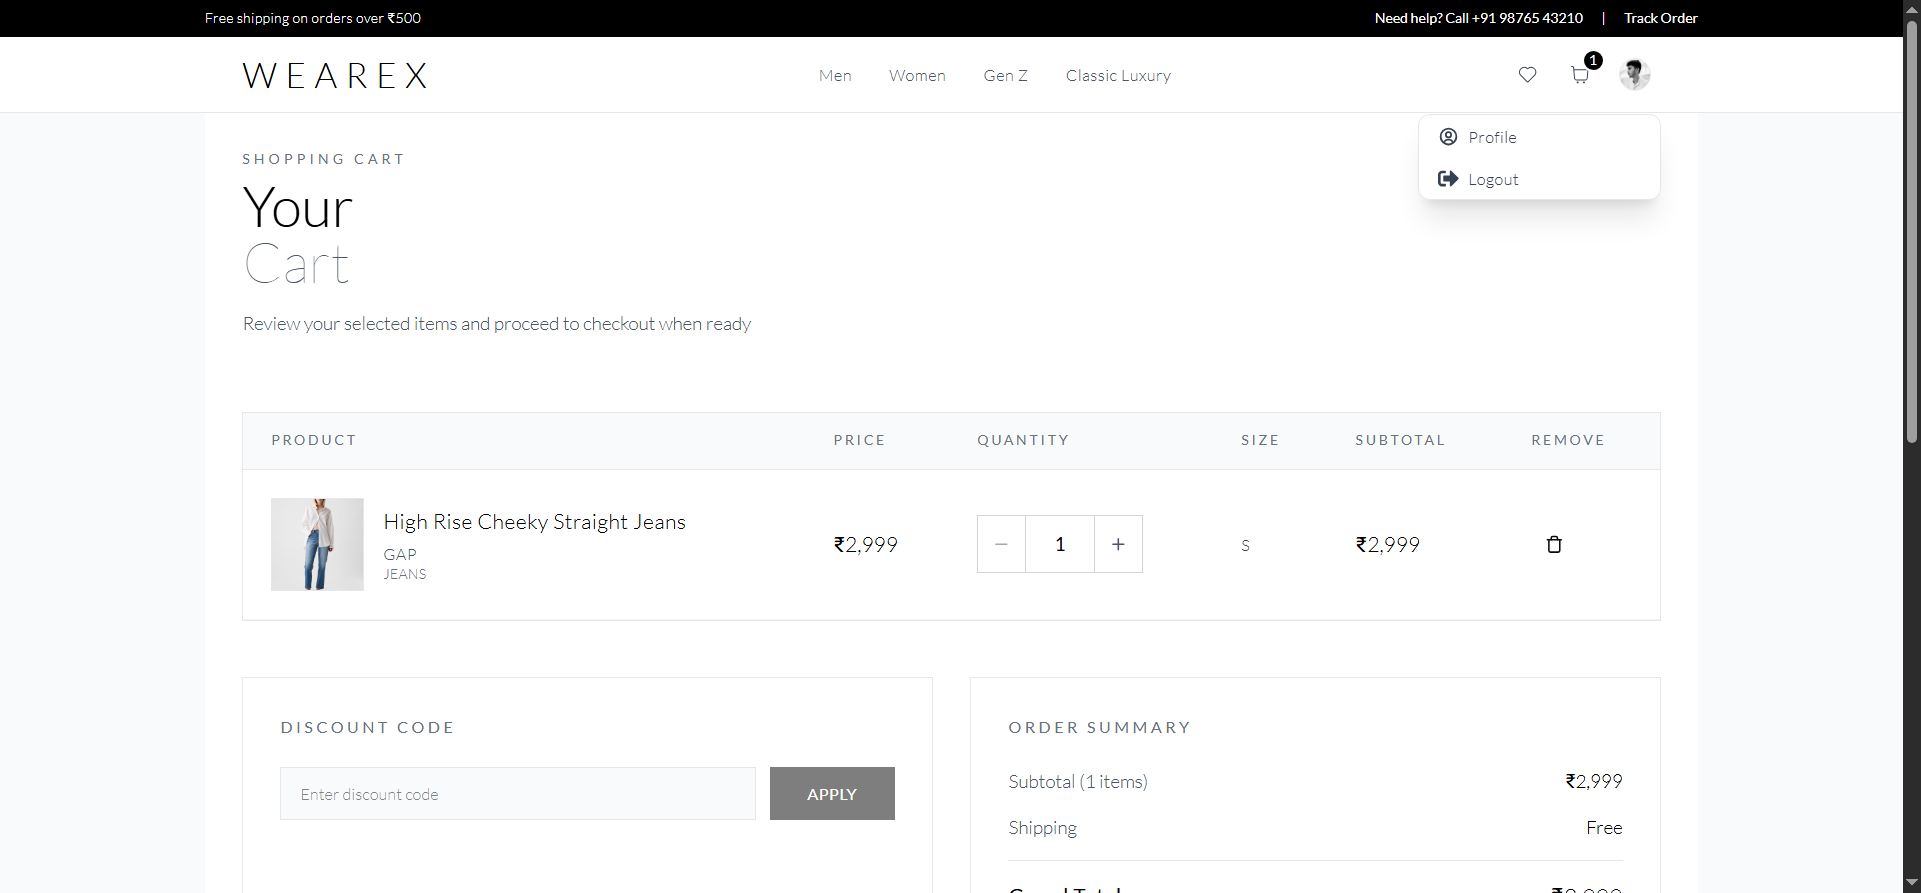 Free shipping on orders over ₹500
Need help? Call +91 98765 43210 | Track Order
WEAREX
Men Women Gen Z Classic Luxury
1
Profile
Logout
SHOPPING CART
Your
Cart
Review your selected items and proceed to checkout when ready
PRODUCT PRICE QUANTITY SIZE SUBTOTAL REMOVE
High Rise Cheeky Straight Jeans
GAP
JEANS
₹2,999 − 1 + S ₹2,999
DISCOUNT CODE
Enter discount code APPLY
ORDER SUMMARY
Subtotal (1 items) ₹2,999
Shipping Free